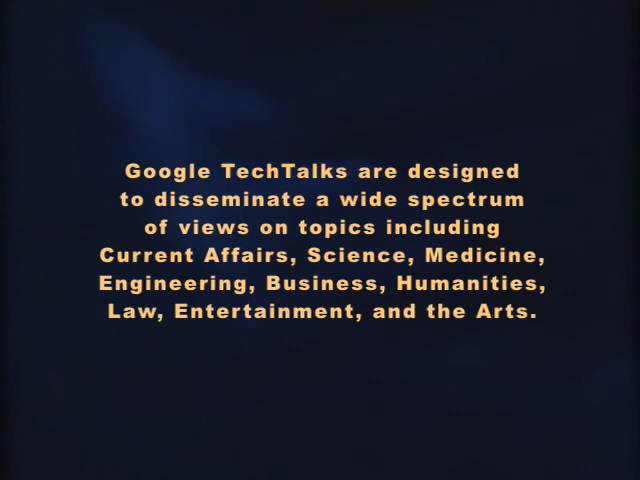 Google TechTalks are designed
to disseminate a wide spectrum
of views on topics including
Current Affairs, Science, Medicine,
Engineering, Business, Humanities,
Law, Entertainment, and the Arts.